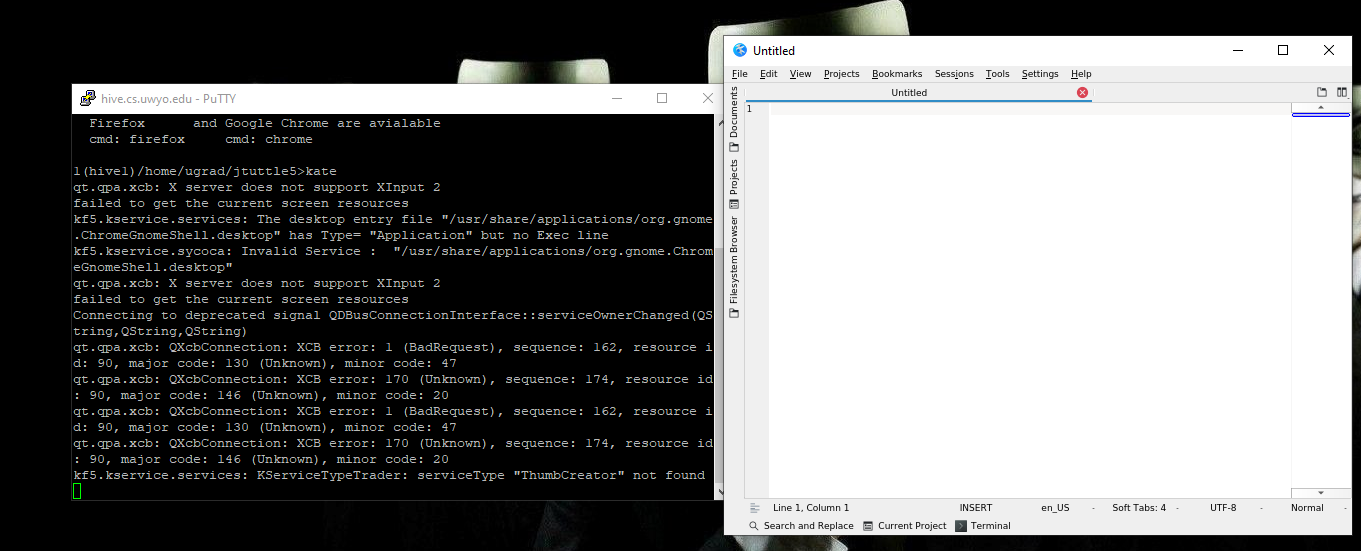 hive.cs.uwyo.edu - PuTTY
Firefox      and Google Chrome are avialable
cmd: firefox     cmd: chrome
1(hive1)/home/ugrad/jtuttle5>kate
qt.qpa.xcb: X server does not support XInput 2
failed to get the current screen resources
kf5.kservice.services: The desktop entry file "/usr/share/applications/org.gnome
.ChromeGnomeShell.desktop" has Type= "Application" but no Exec line
kf5.kservice.sycoca: Invalid Service :  "/usr/share/applications/org.gnome.Chrom
eGnomeShell.desktop"
qt.qpa.xcb: X server does not support XInput 2
failed to get the current screen resources
Connecting to deprecated signal QDBusConnectionInterface::serviceOwnerChanged(QS
tring,QString,QString)
qt.qpa.xcb: QXcbConnection: XCB error: 1 (BadRequest), sequence: 162, resource i
d: 90, major code: 130 (Unknown), minor code: 47
qt.qpa.xcb: QXcbConnection: XCB error: 170 (Unknown), sequence: 174, resource id
: 90, major code: 146 (Unknown), minor code: 20
qt.qpa.xcb: QXcbConnection: XCB error: 1 (BadRequest), sequence: 162, resource i
d: 90, major code: 130 (Unknown), minor code: 47
qt.qpa.xcb: QXcbConnection: XCB error: 170 (Unknown), sequence: 174, resource id
: 90, major code: 146 (Unknown), minor code: 20
kf5.kservice.services: KServiceTypeTrader: serviceType "ThumbCreator" not found
Untitled
File Edit View Projects Bookmarks Sessions Tools Settings Help
Untitled
1
Documents
Projects
Filesystem Browser
Line 1, Column 1 INSERT en_US Soft Tabs: 4 UTF-8 Normal
Search and Replace Current Project Terminal